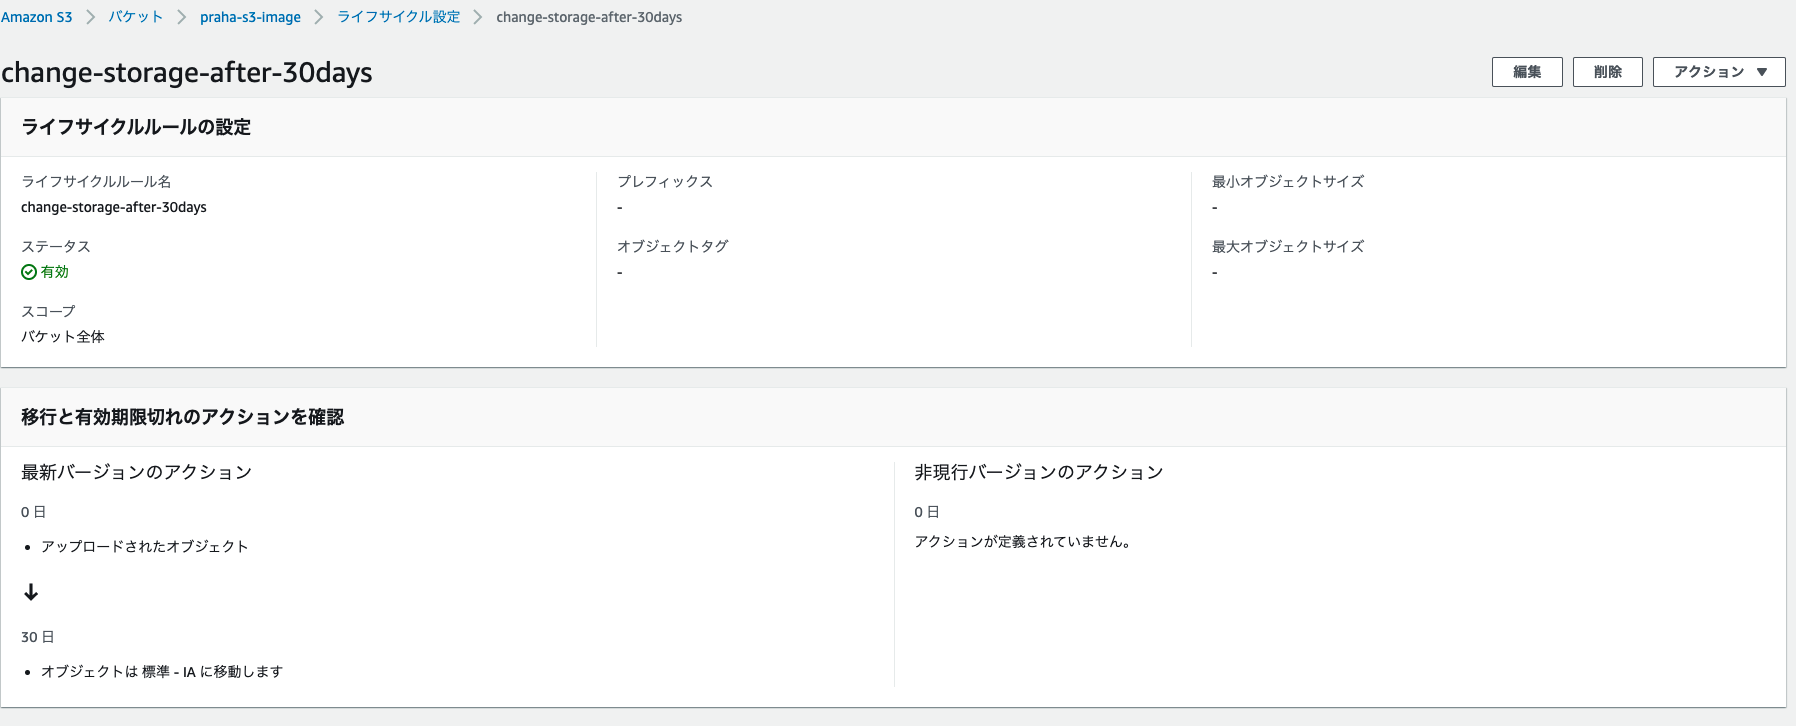 Amazon S3 > バケット > praha-s3-image > ライフサイクル設定 > change-storage-after-30days
change-storage-after-30days
編集
削除
アクション ▼
ライフサイクルルールの設定
ライフサイクルルール名
change-storage-after-30days
ステータス
有効
スコープ
バケット全体
プレフィックス
-
オブジェクトタグ
-
最小オブジェクトサイズ
-
最大オブジェクトサイズ
-
移行と有効期限切れのアクションを確認
最新バージョンのアクション
0 日
• アップロードされたオブジェクト
↓
30 日
• オブジェクトは 標準 - IA に移動します
非現行バージョンのアクション
0 日
アクションが定義されていません。